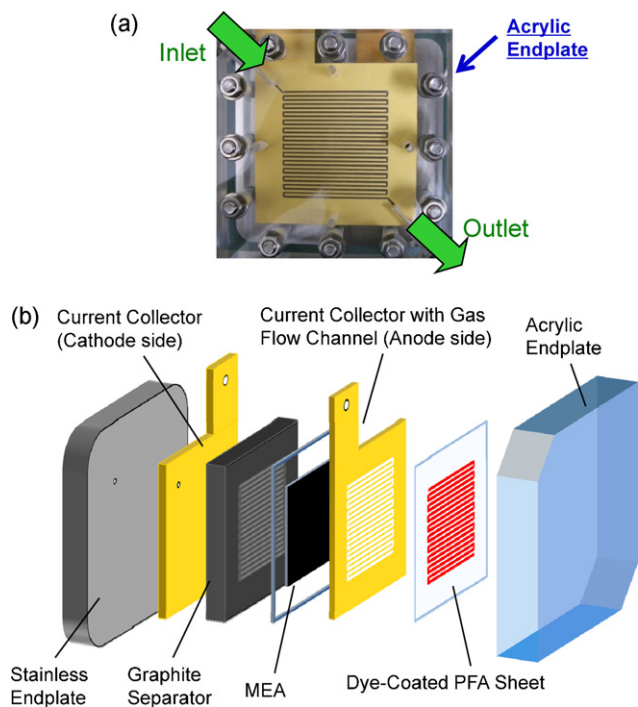 (a)
Inlet
Acrylic
Endplate
Outlet
(b)
Current Collector
(Cathode side)
Current Collector with Gas
Flow Channel (Anode side)
Acrylic
Endplate
Stainless
Endplate
Graphite
Separator
MEA
Dye-Coated PFA Sheet